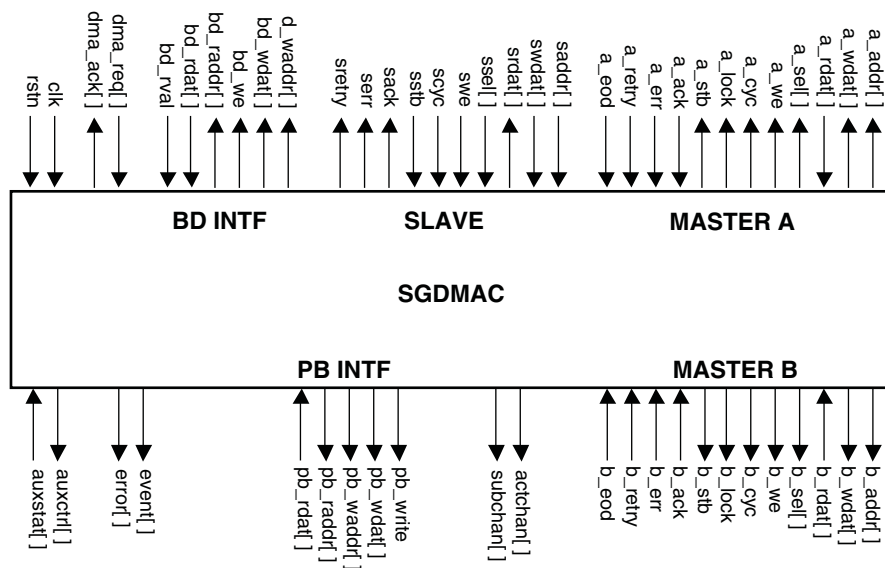 rstn
clk
dma_ack[ ]
dma_req[ ]
bd_rval
bd_rdat[ ]
bd_raddr[ ]
bd_we
bd_wdat[ ]
d_waddr[ ]
sretry
serr
sack
sstb
scyc
swe
ssel[ ]
srdat[ ]
swdat[ ]
saddr[ ]
a_eod
a_retry
a_err
a_ack
a_stb
a_lock
a_cyc
a_we
a_sel[ ]
a_rdat[ ]
a_wdat[ ]
a_addr[ ]
BD INTF
SLAVE
MASTER A
SGDMAC
PB INTF
MASTER B
auxstat[ ]
auxctrl[ ]
error[ ]
event[ ]
pb_rdat[ ]
pb_raddr[ ]
pb_waddr[ ]
pb_wdat[ ]
pb_write
subchan[ ]
actchan[ ]
b_eod
b_retry
b_err
b_ack
b_stb
b_lock
b_cyc
b_we
b_sel[ ]
b_rdat[ ]
b_wdat[ ]
b_addr[ ]